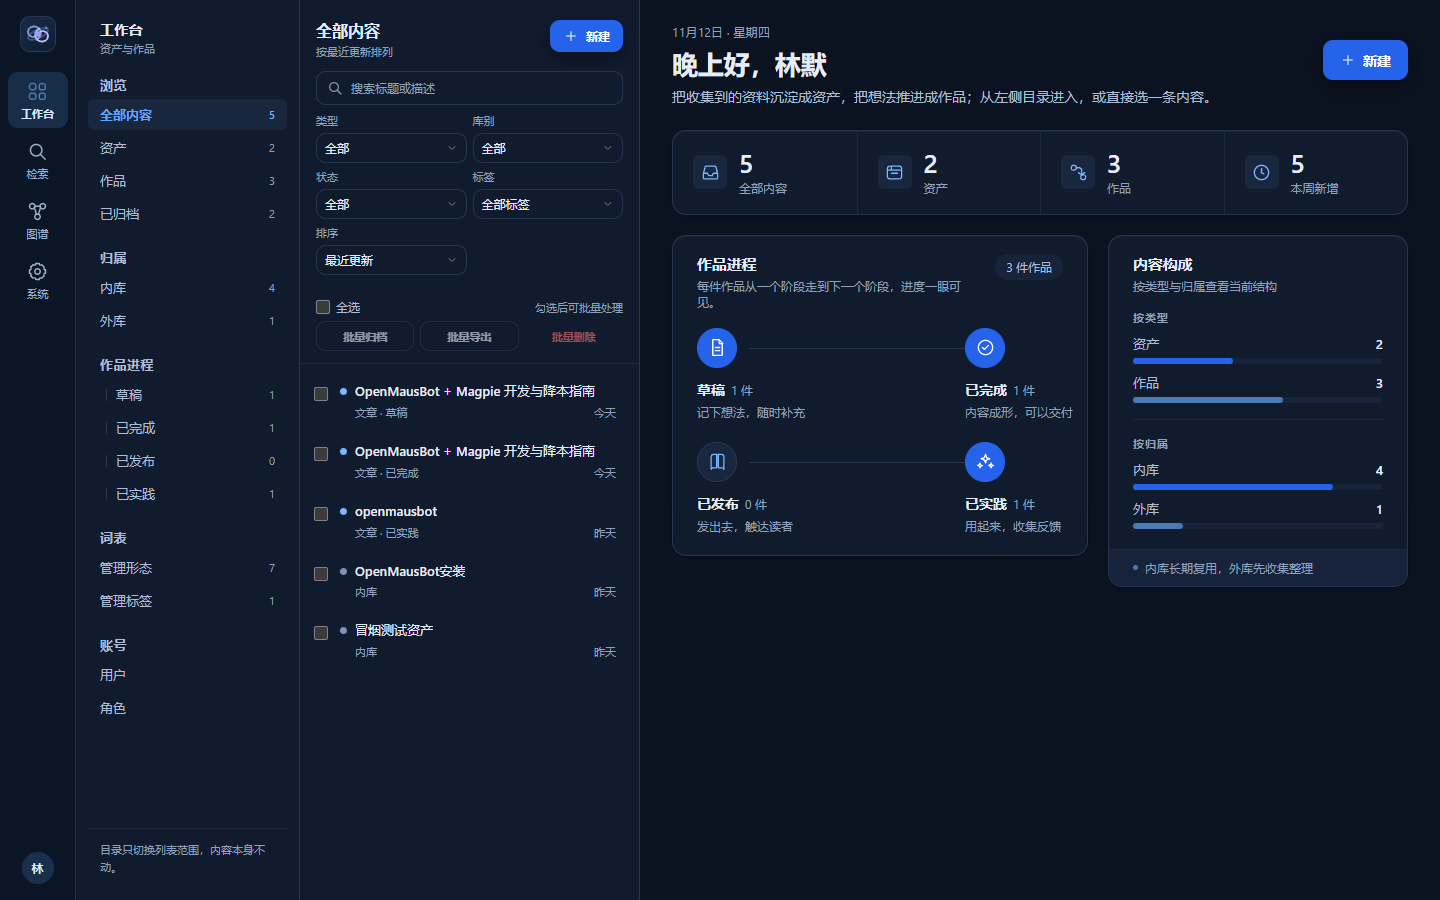 工作台
检索
图谱
系统
林
工作台
资产与作品
浏览
全部内容 5
资产 2
作品 3
已归档 2
归属
内库 4
外库 1
作品进程
草稿 1
已完成 1
已发布 0
已实践 1
词表
管理形态 7
管理标签 1
账号
用户
角色
目录只切换列表范围，内容本身不
动。
全部内容
按最近更新排列
新建
搜索标题或描述
类型 库别
全部 全部
状态 标签
全部 全部标签
排序
最近更新
全选 勾选后可批量处理
批量归档 批量导出 批量删除
OpenMausBot + Magpie 开发与降本指南
文章 · 草稿 今天
OpenMausBot + Magpie 开发与降本指南
文章 · 已完成 今天
openmausbot
文章 · 已实践 昨天
OpenMausBot安装
内库 昨天
冒烟测试资产
内库 昨天
11月12日 · 星期四
晚上好，林默
把收集到的资料沉淀成资产，把想法推进成作品；从左侧目录进入，或直接选一条内容。
新建
5 全部内容
2 资产
3 作品
5 本周新增
作品进程
3 件作品
每件作品从一个阶段走到下一个阶段，进度一眼可
见。
草稿 1 件
记下想法，随时补充
已完成 1 件
内容成形，可以交付
已发布 0 件
发出去，触达读者
已实践 1 件
用起来，收集反馈
内容构成
按类型与归属查看当前结构
按类型
资产 2
作品 3
按归属
内库 4
外库 1
内库长期复用，外库先收集整理